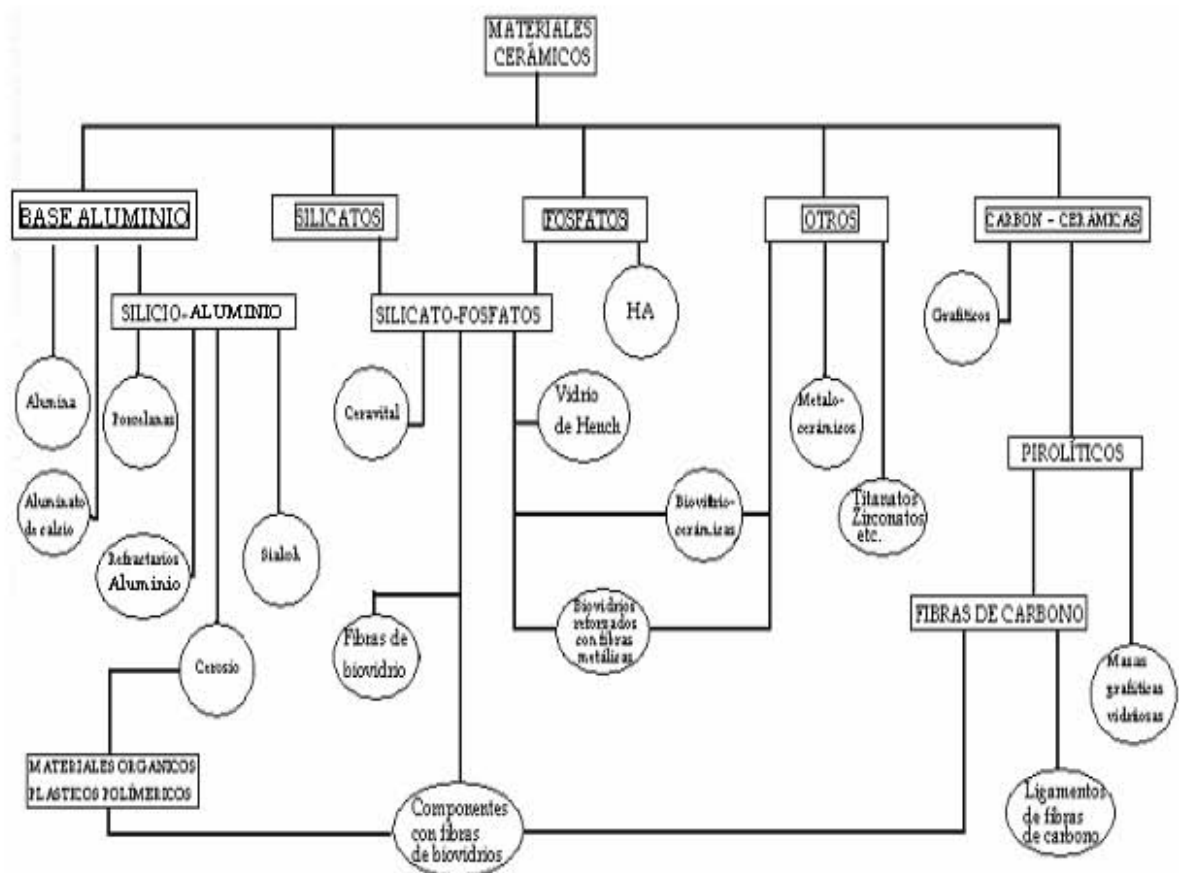 MATERIALES
CERÁMICOS
BASE ALUMINIO
SILICATOS
FOSFATOS
OTROS
CARBON - CERÁMICAS
SILICIO-ALUMINIO
SILICATO-FOSFATOS
HA
Grafíticos
Alumina
Porcelanas
Ceravital
Vidrio
de Hench
Metalo-
cerámicos
PIROLÍTICOS
Aluminato
de calcio
Refractarios
Aluminio
Sialok
Biovidrio-
cerámicas
Titanatos
Zirconatos
etc.
Cerosio
Fibras de
biovidrio
Biovidrios
reforzados
con fibras
metálicas
FIBRAS DE CARBONO
Masas
grafíticas
vidriosas
MATERIALES ORGANICOS
PLASTICOS POLÍMERICOS
Componentes
con fibras
de biovidrios
Ligamentos
de fibras
de carbono